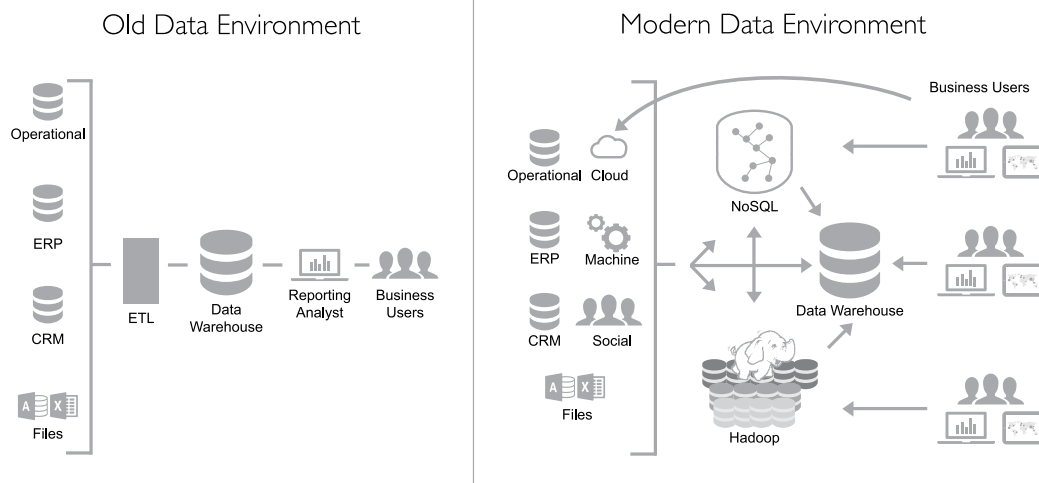 Old Data Environment
Operational
ERP
CRM
A X
Files
ETL
Data
Warehouse
Reporting
Analyst
Business
Users
Modern Data Environment
Operational Cloud
ERP Machine
CRM Social
A X
Files
NoSQL
Data Warehouse
Hadoop
Business Users